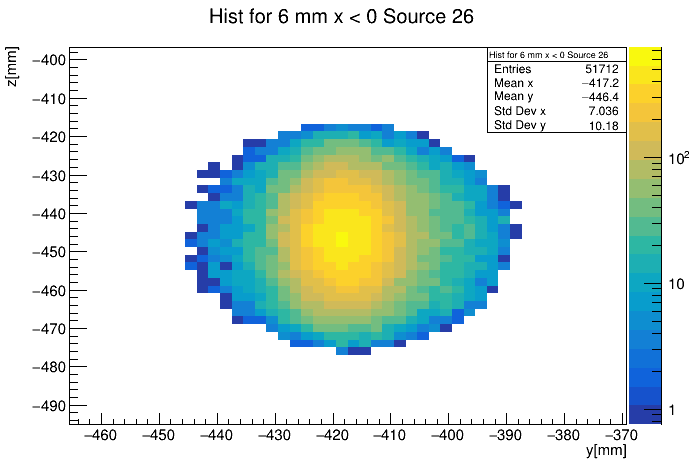 Hist for 6 mm x < 0 Source 26
z[mm]
Hist for 6 mm x < 0 Source 26
Entries 51712
Mean x −417.2
Mean y −446.4
Std Dev x 7.036
Std Dev y 10.18
−400
−410
−420
−430
−440
−450
−460
−470
−480
−490
10²
10
1
−460 −450 −440 −430 −420 −410 −400 −390 −380 −370
y[mm]